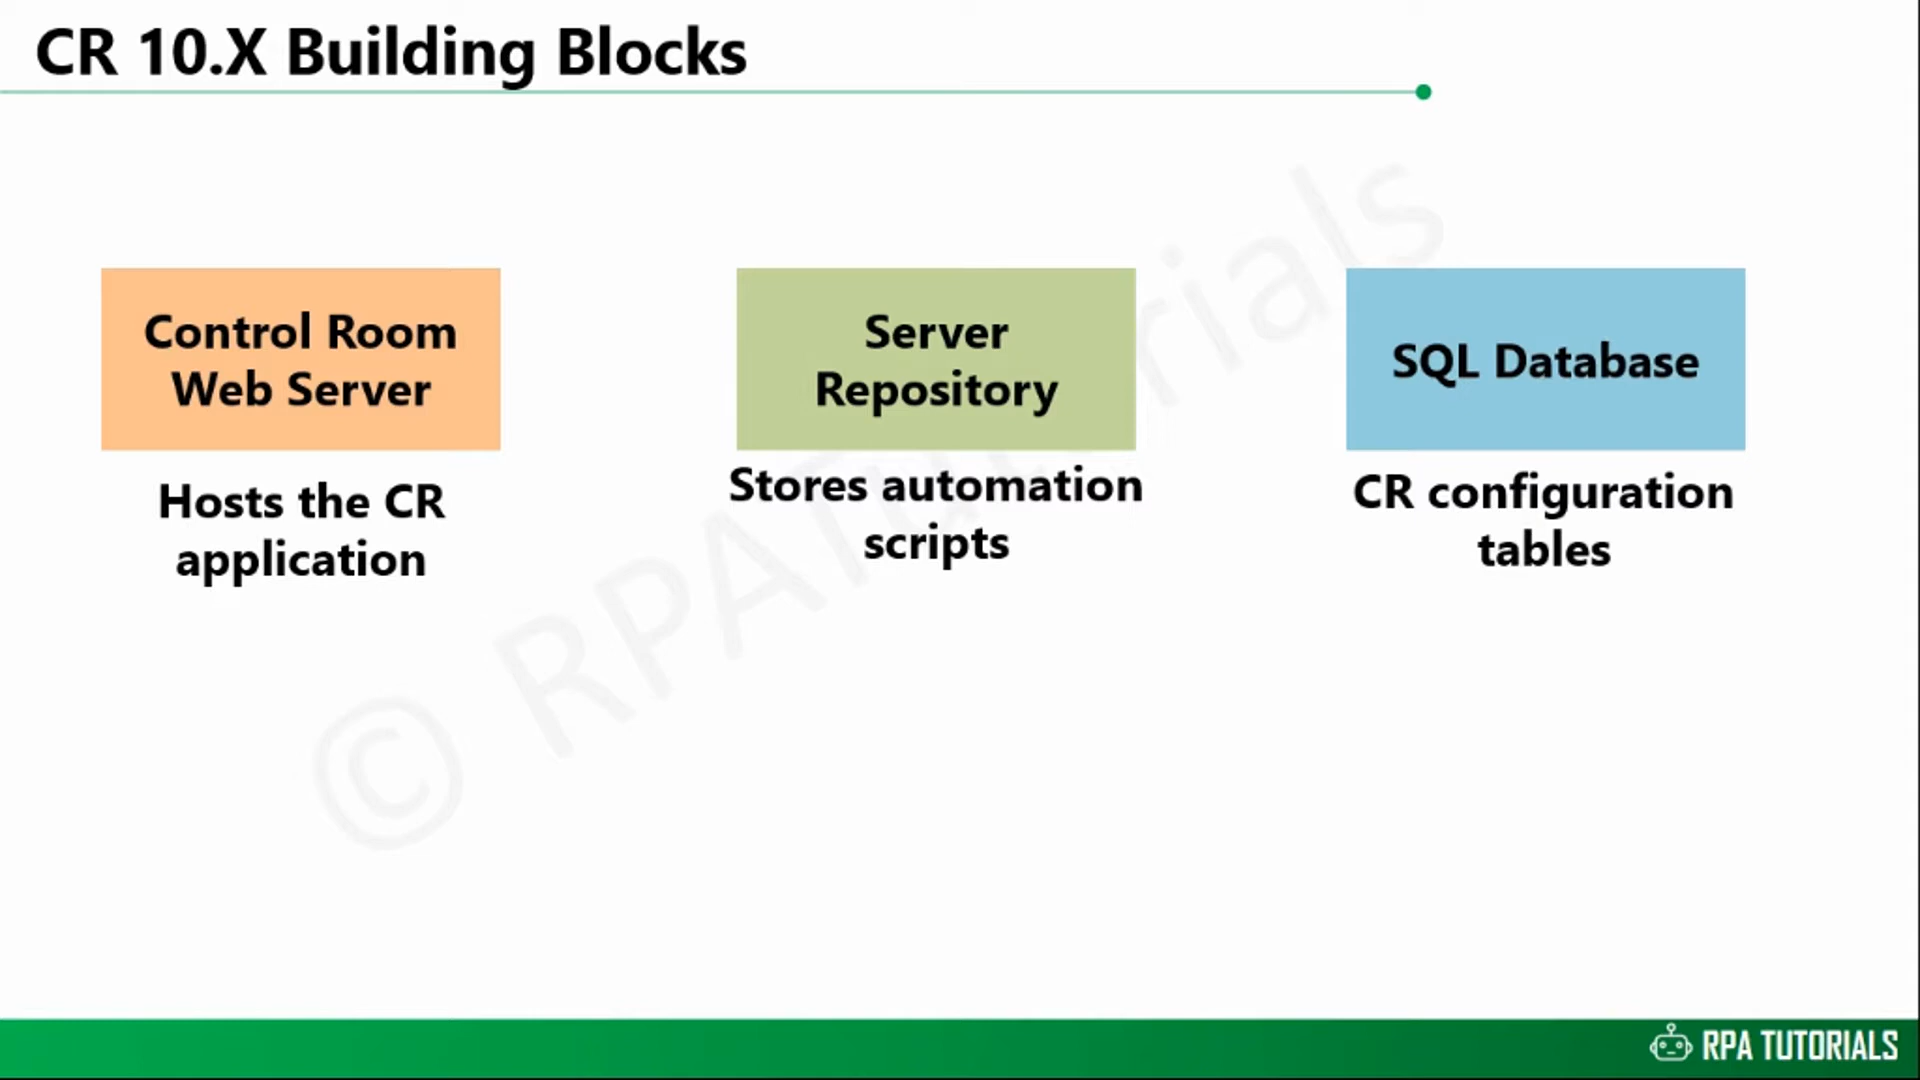 CR 10.X Building Blocks
Control Room
Web Server
Server
Repository
SQL Database
Hosts the CR
application
Stores automation
scripts
CR configuration
tables
© RPATutorials
RPA TUTORIALS